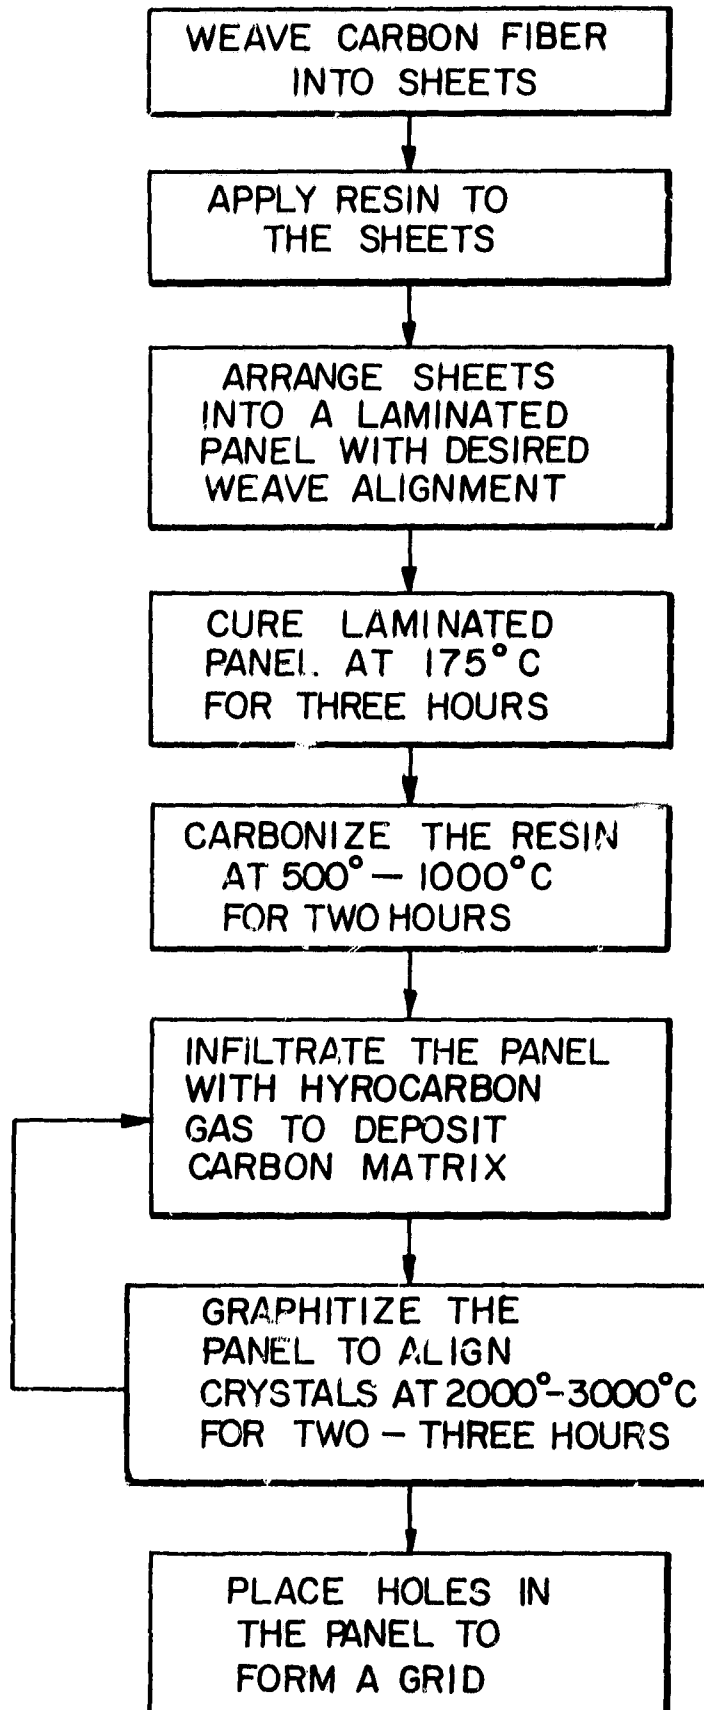 WEAVE CARBON FIBER
INTO SHEETS
APPLY RESIN TO
THE SHEETS
ARRANGE SHEETS
INTO A LAMINATED
PANEL WITH DESIRED
WEAVE ALIGNMENT
CURE LAMINATED
PANEL AT 175°C
FOR THREE HOURS
CARBONIZE THE RESIN
AT 500°–1000°C
FOR TWO HOURS
INFILTRATE THE PANEL
WITH HYROCARBON
GAS TO DEPOSIT
CARBON MATRIX
GRAPHITIZE THE
PANEL TO ALIGN
CRYSTALS AT 2000°-3000°C
FOR TWO – THREE HOURS
PLACE HOLES IN
THE PANEL TO
FORM A GRID